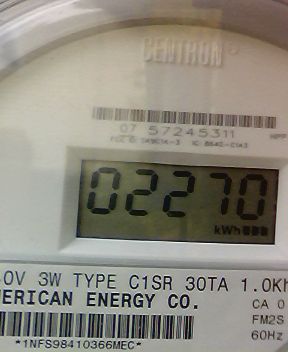 CENTRON®
07 57245311
02270
kWh
3W TYPE C1SR 30TA 1.0Kh
ERICAN ENERGY CO.
CA 0
FM2S
60Hz
*1NFS98410366MEC*